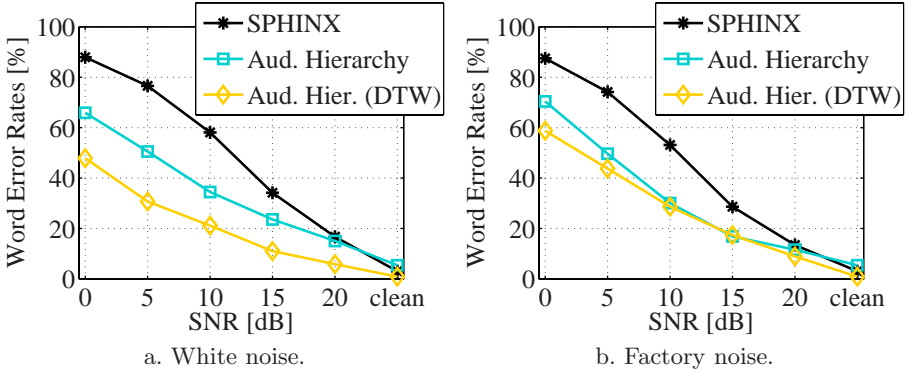 Word Error Rates [%]
100
80
60
40
20
0
SPHINX
Aud. Hierarchy
Aud. Hier. (DTW)
0 5 10 15 20 clean
SNR [dB]
a. White noise.
Word Error Rates [%]
100
80
60
40
20
0
SPHINX
Aud. Hierarchy
Aud. Hier. (DTW)
0 5 10 15 20 clean
SNR [dB]
b. Factory noise.